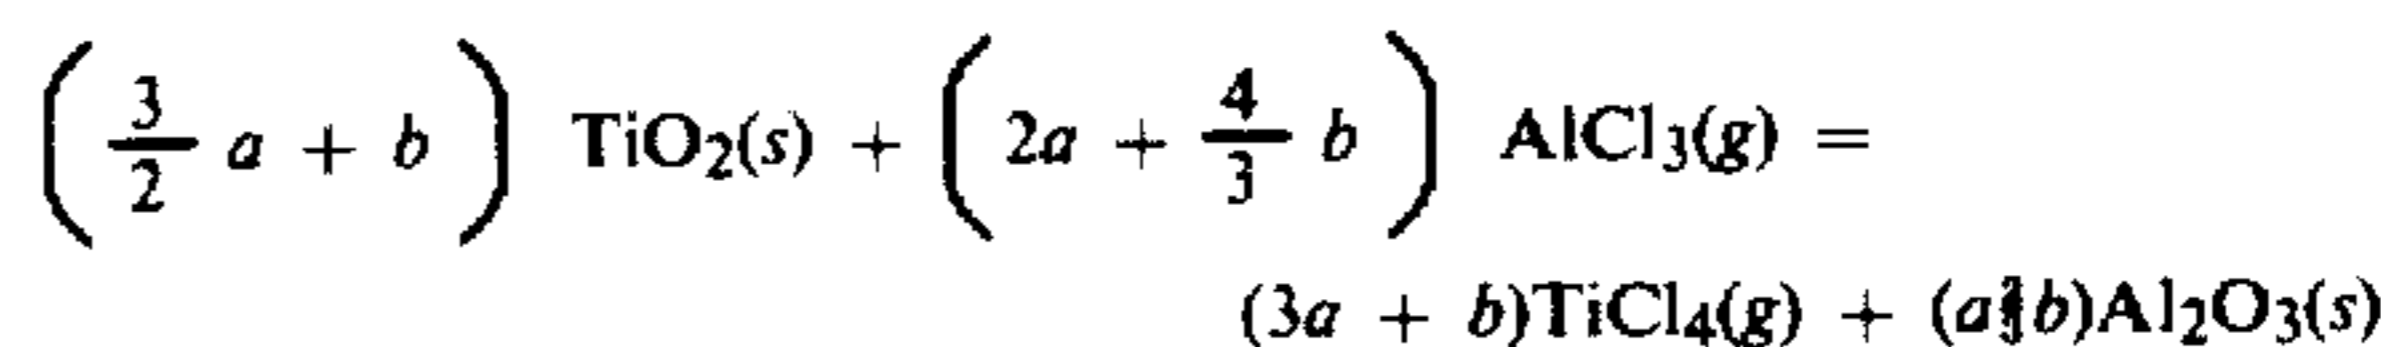 ( 3/2 a + b ) TiO₂(s) + ( 2a + 4/3 b ) AlCl₃(g) =
(3a + b)TiCl₄(g) + (a b)Al₂O₃(s)